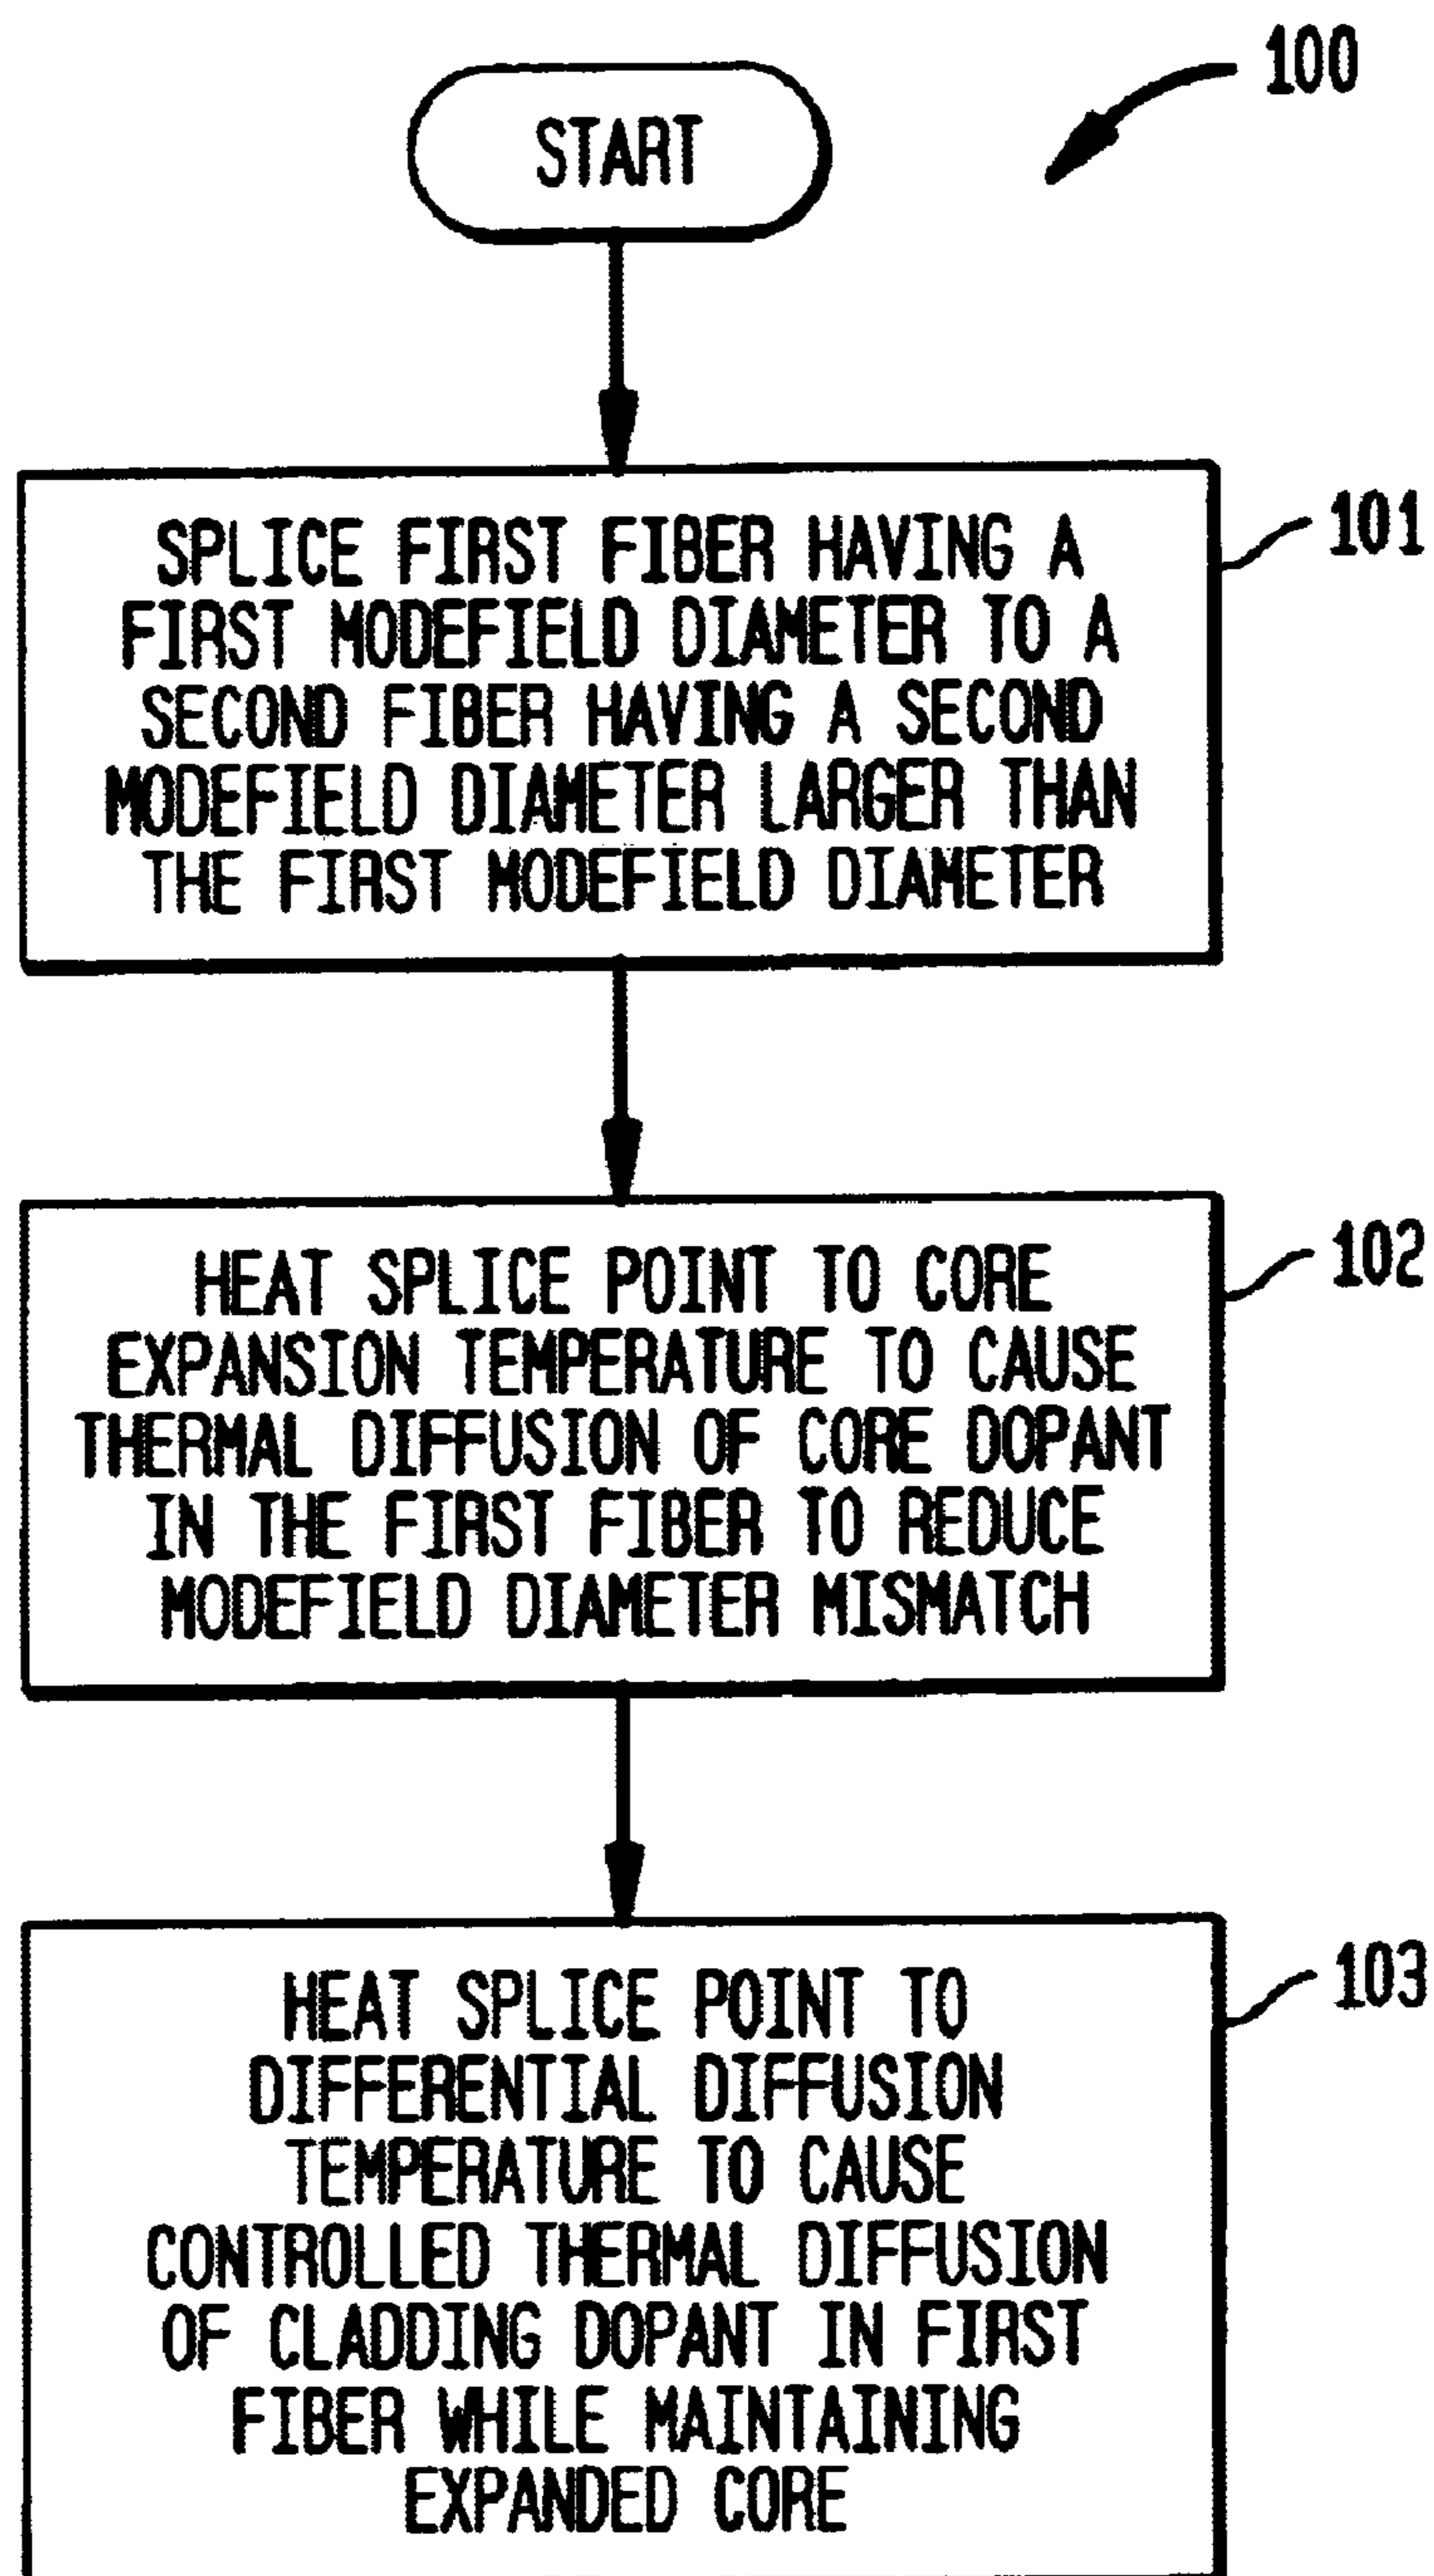 100
START
SPLICE FIRST FIBER HAVING A
FIRST MODEFIELD DIAMETER TO A
SECOND FIBER HAVING A SECOND
MODEFIELD DIAMETER LARGER THAN
THE FIRST MODEFIELD DIAMETER
101
HEAT SPLICE POINT TO CORE
EXPANSION TEMPERATURE TO CAUSE
THERMAL DIFFUSION OF CORE DOPANT
IN THE FIRST FIBER TO REDUCE
MODEFIELD DIAMETER MISMATCH
102
HEAT SPLICE POINT TO
DIFFERENTIAL DIFFUSION
TEMPERATURE TO CAUSE
CONTROLLED THERMAL DIFFUSION
OF CLADDING DOPANT IN FIRST
FIBER WHILE MAINTAINING
EXPANDED CORE
103